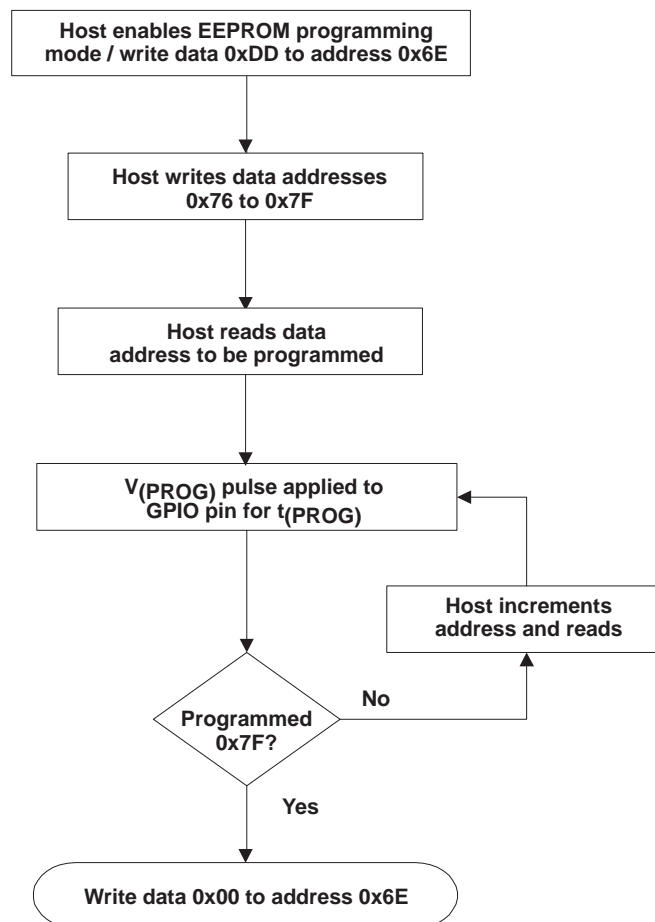 Host enables EEPROM programming
mode / write data 0xDD to address 0x6E
Host writes data addresses
0x76 to 0x7F
Host reads data
address to be programmed
V(PROG) pulse applied to
GPIO pin for t(PROG)
Host increments
address and reads
No
Programmed
0x7F?
Yes
Write data 0x00 to address 0x6E